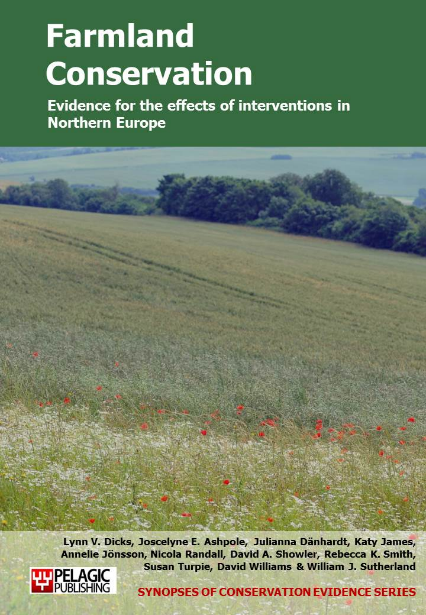 Farmland
Conservation
Evidence for the effects of interventions in
Northern Europe
Lynn V. Dicks, Joscelyne E. Ashpole, Julianna Dänhardt, Katy James,
Annelie Jönsson, Nicola Randall, David A. Showler, Rebecca K. Smith,
Susan Turpie, David Williams & William J. Sutherland
PELAGIC
PUBLISHING
SYNOPSES OF CONSERVATION EVIDENCE SERIES